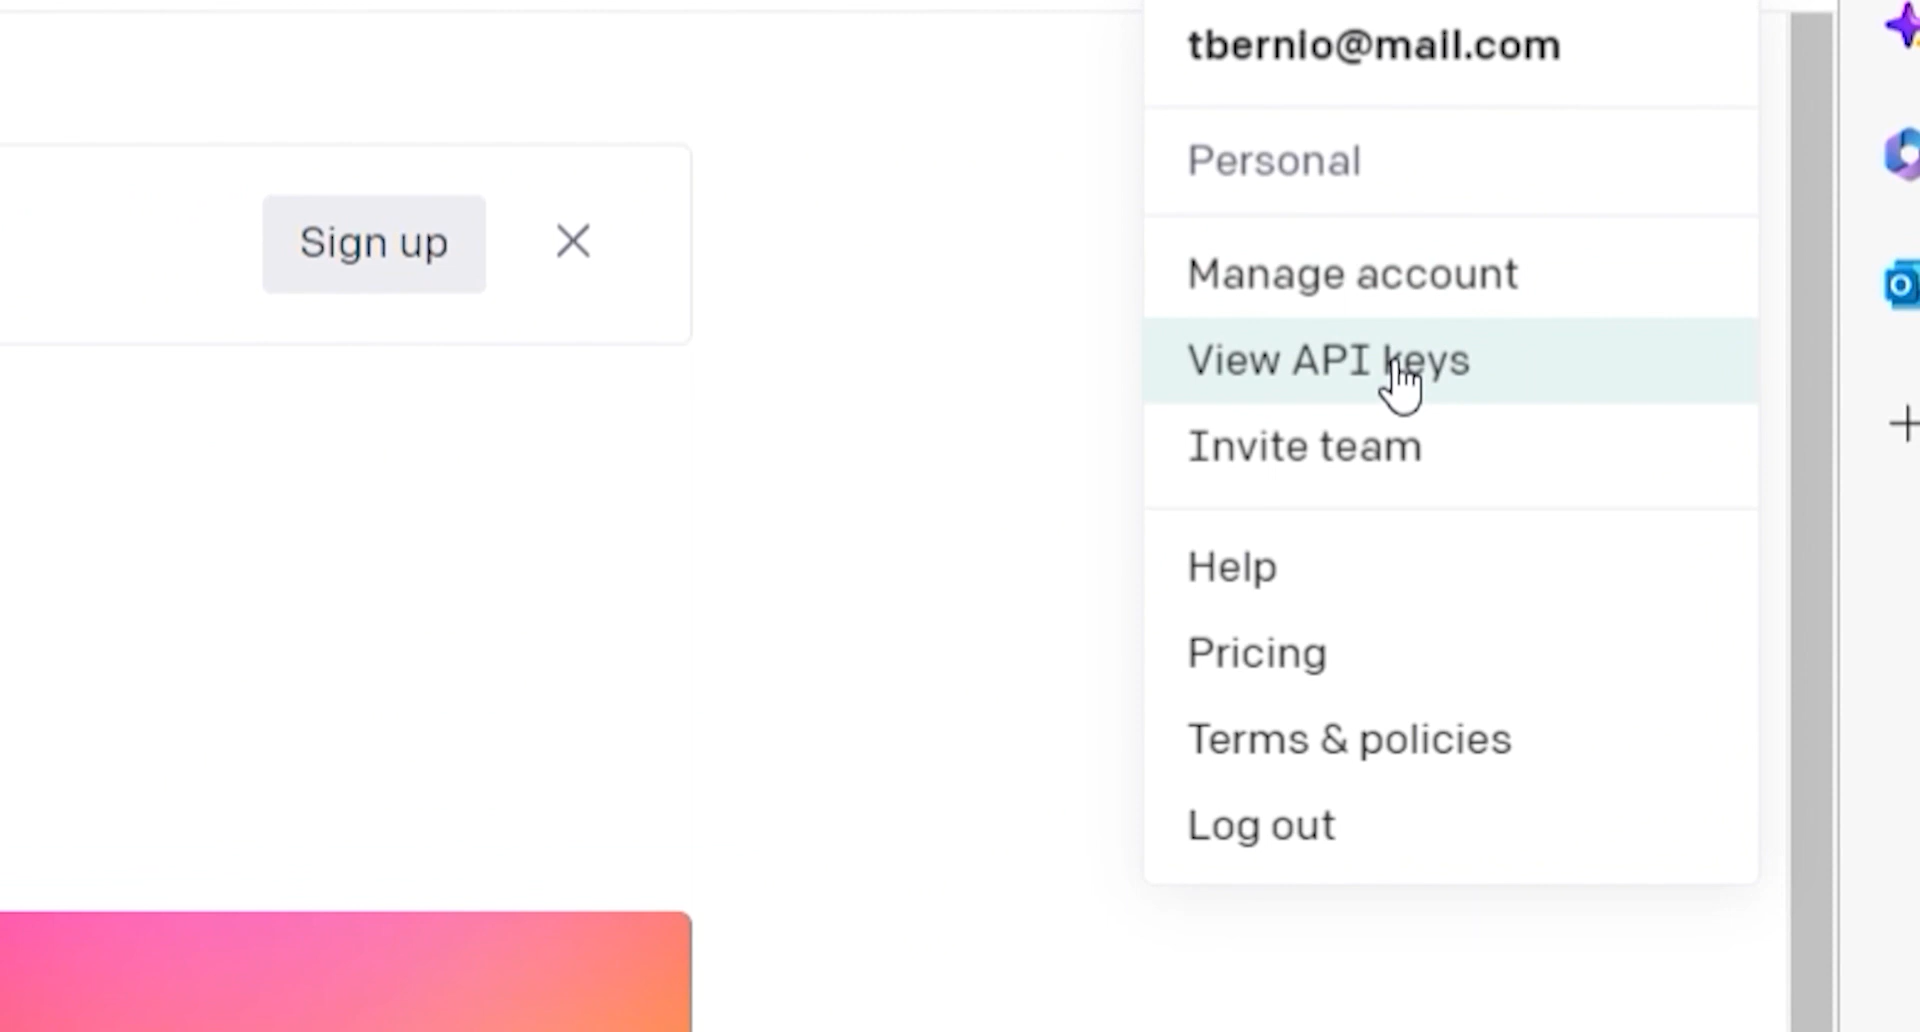 tbernlo@mail.com
Personal
Sign up
Manage account
View API keys
Invite team
Help
Pricing
Terms & policies
Log out